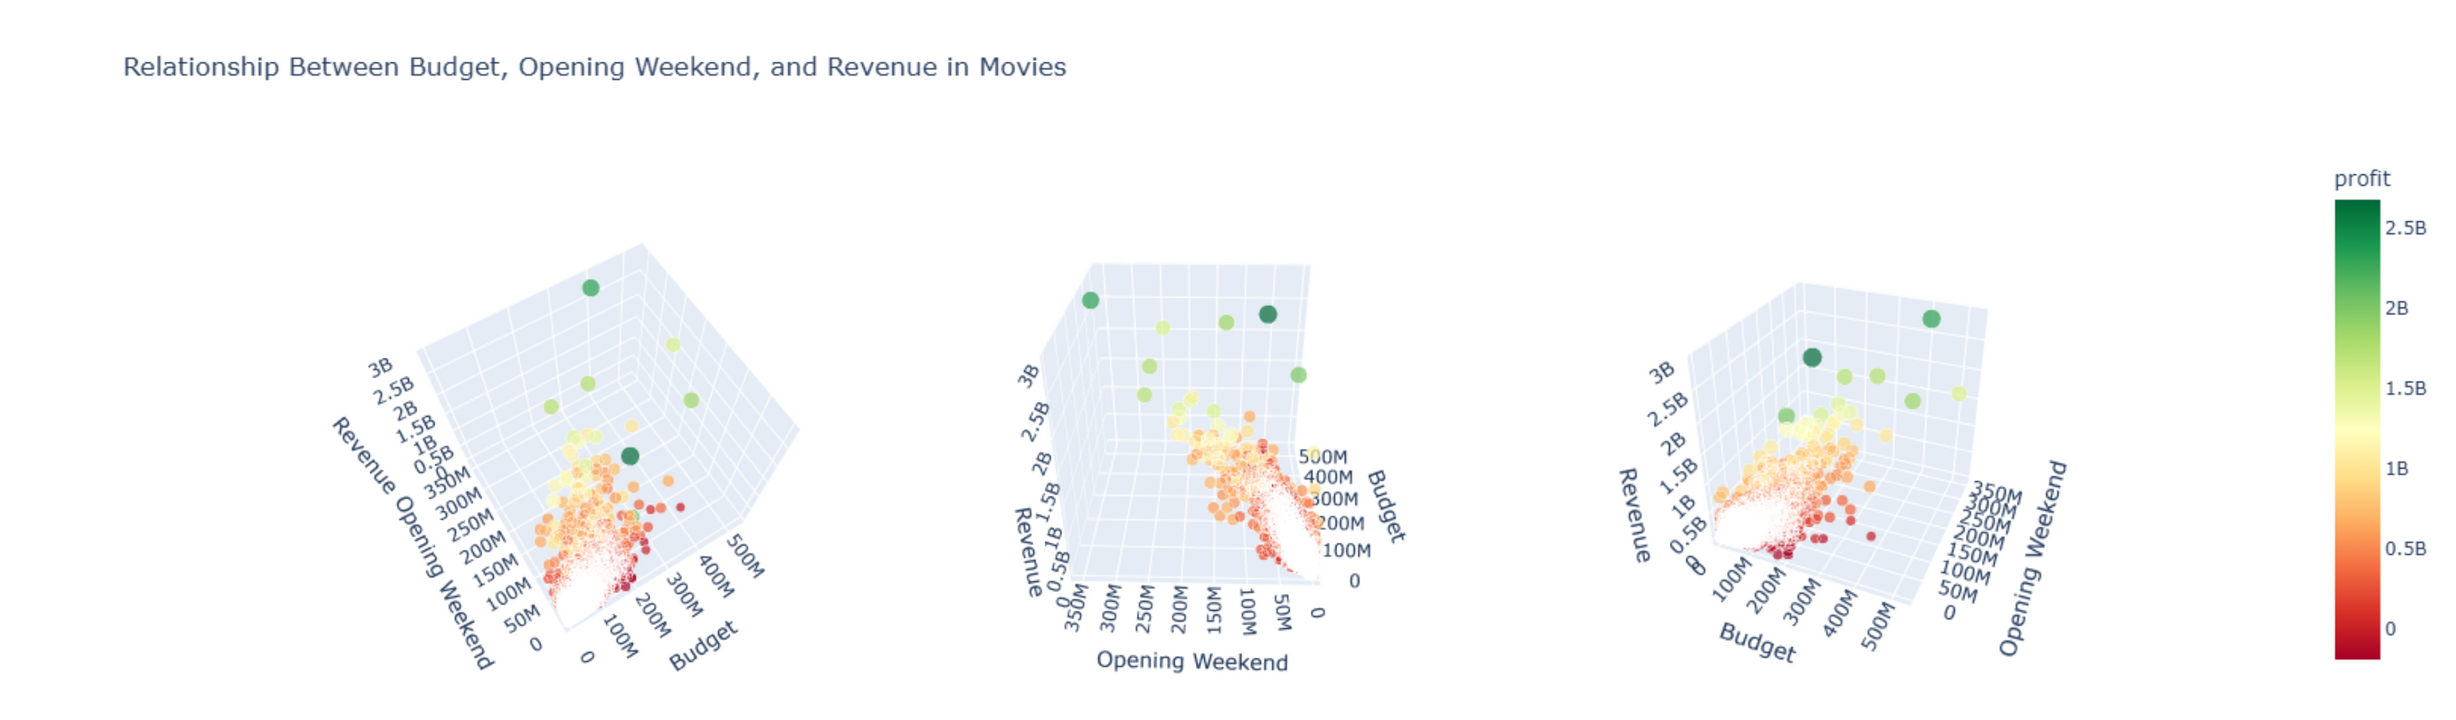 Relationship Between Budget, Opening Weekend, and Revenue in Movies
3B
2.5B
2B
1.5B
1B
0.5B
0
Revenue
350M
300M
250M
200M
150M
100M
50M
0
Opening Weekend
0
100M
200M
300M
400M
500M
Budget
3B
2.5B
2B
1.5B
1B
0.5B
0
Revenue
350M
300M
250M
200M
150M
100M
50M
0
Opening Weekend
500M
400M
300M
200M
100M
0
Budget
3B
2.5B
2B
1.5B
1B
0.5B
0
Revenue
0
100M
200M
300M
400M
500M
Budget
350M
300M
250M
200M
150M
100M
50M
0
Opening Weekend
profit
2.5B
2B
1.5B
1B
0.5B
0